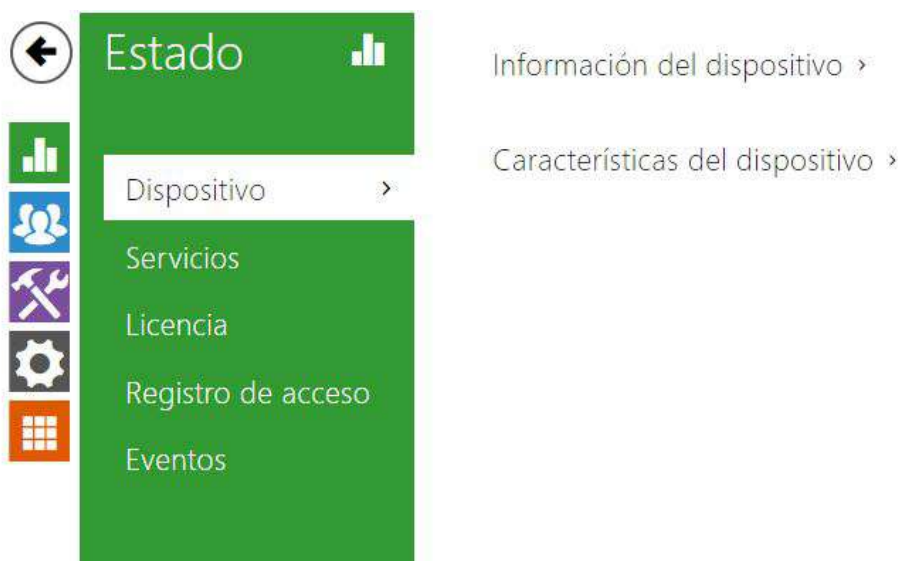 Estado
Dispositivo
Servicios
Licencia
Registro de acceso
Eventos
Información del dispositivo ›
Características del dispositivo ›